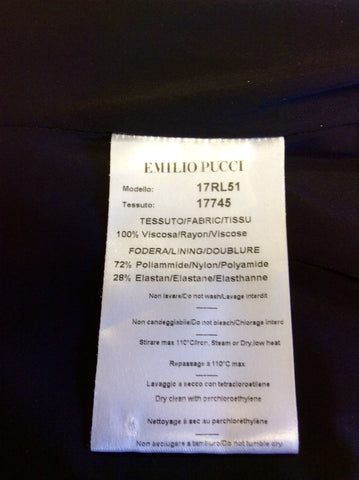 EMILIO PUCCI
Modello: 17RL51
Tessuto: 17745
TESSUTO/FABRIC/TISSU
100% Viscosa/Rayon/Viscose
FODERA/LINING/DOUBLURE
72% Poliammide/Nylon/Polyamide
28% Elastan/Elastane/Elasthanne
Non lavare/Do not wash/Lavage interdit
Non candeggiabile/Do not bleach/Chlorage interd
Stirare max 110°C/Iron, Steam or Dry, low heat
Repassage à 110°C max
Lavaggio a secco con tetracloroetilene
Dry clean with perchloroethylene
Nettoyage à sec au perchlorethylene
Non asciugare a tamburo/Do not tumble dry